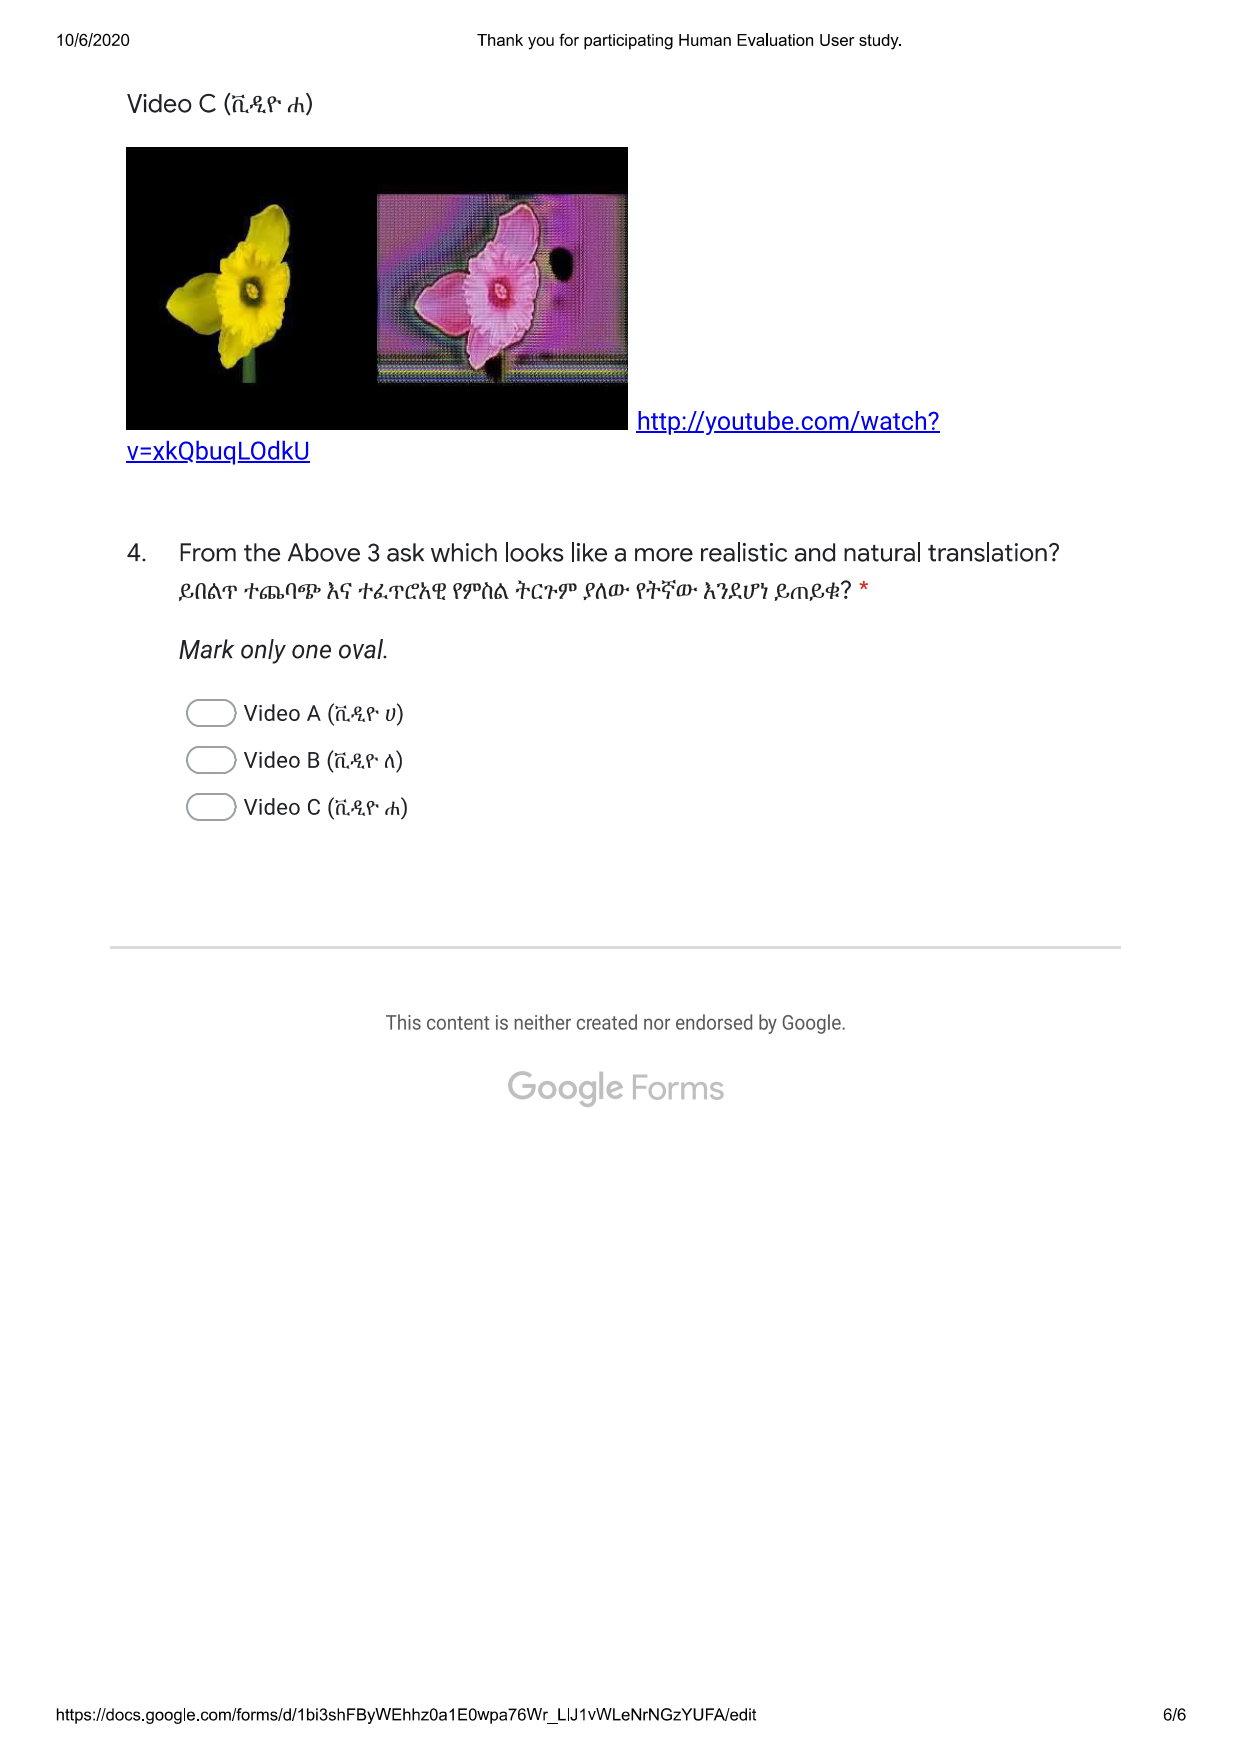 10/6/2020 Thank you for participating Human Evaluation User study.
Video C (ቪዲዮ ሐ)
http://youtube.com/watch?
v=xkQbuqLOdkU
4. From the Above 3 ask which looks like a more realistic and natural translation?
ይበልጥ ተጨባጭ እና ተፈጥሮአዊ የምስል ትርጉም ያለው የትኛው እንደሆነ ይጠይቁ? *
Mark only one oval.
Video A (ቪዲዮ ሀ)
Video B (ቪዲዮ ለ)
Video C (ቪዲዮ ሐ)
This content is neither created nor endorsed by Google.
Google Forms
https://docs.google.com/forms/d/1bi3shFByWEhhz0a1E0wpa76Wr_LlJ1vWLeNrNGzYUFA/edit 6/6